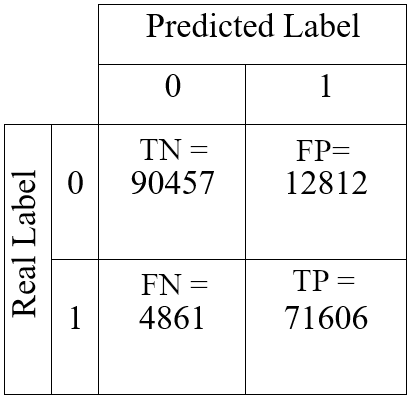 Predicted Label
0 1
Real Label
0
TN =
90457
FP=
12812
1
FN =
4861
TP =
71606